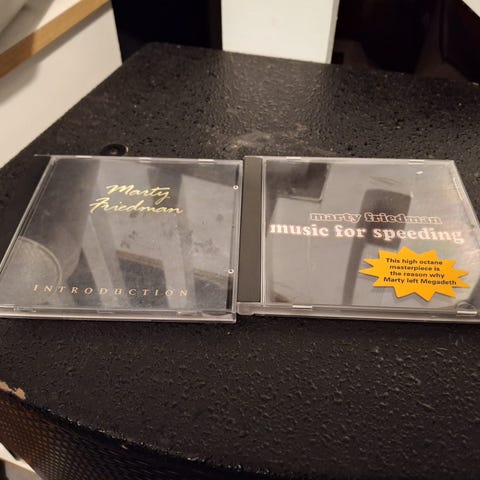 Marty
Friedman
INTRODUCTION
marty friedman
music for speeding
This high octane
masterpiece is
the reason why
Marty left Megadeth